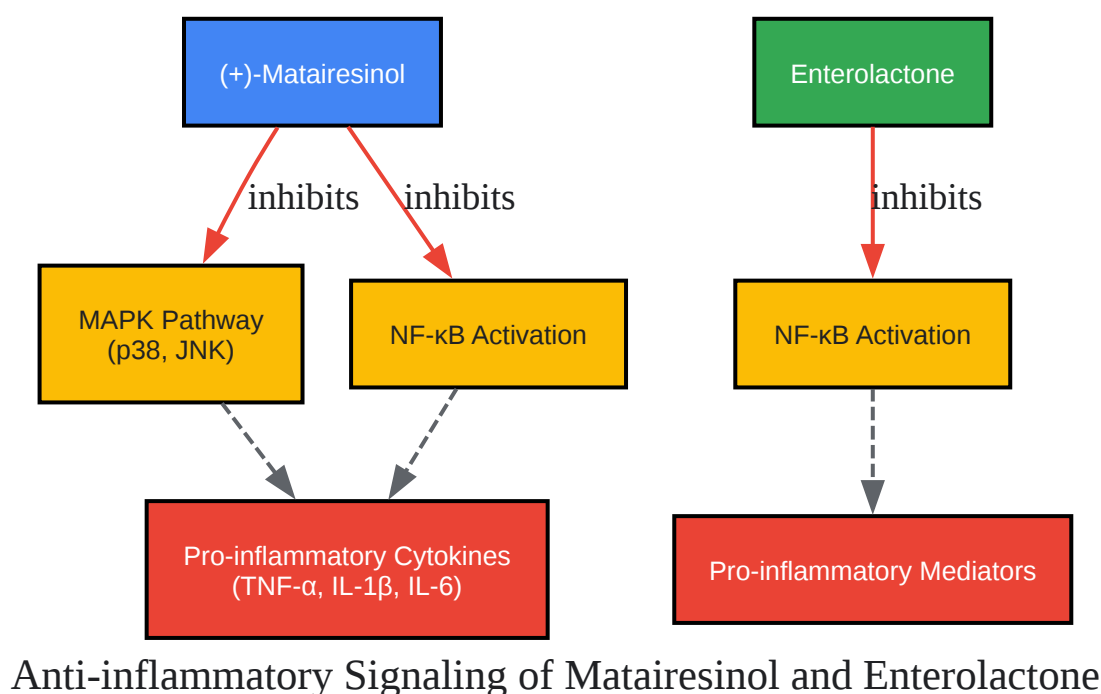 (+)-Matairesinol
Enterolactone
inhibits
inhibits
inhibits
MAPK Pathway
(p38, JNK)
NF-κB Activation
NF-κB Activation
Pro-inflammatory Cytokines
(TNF-α, IL-1β, IL-6)
Pro-inflammatory Mediators
Anti-inflammatory Signaling of Matairesinol and Enterolactone